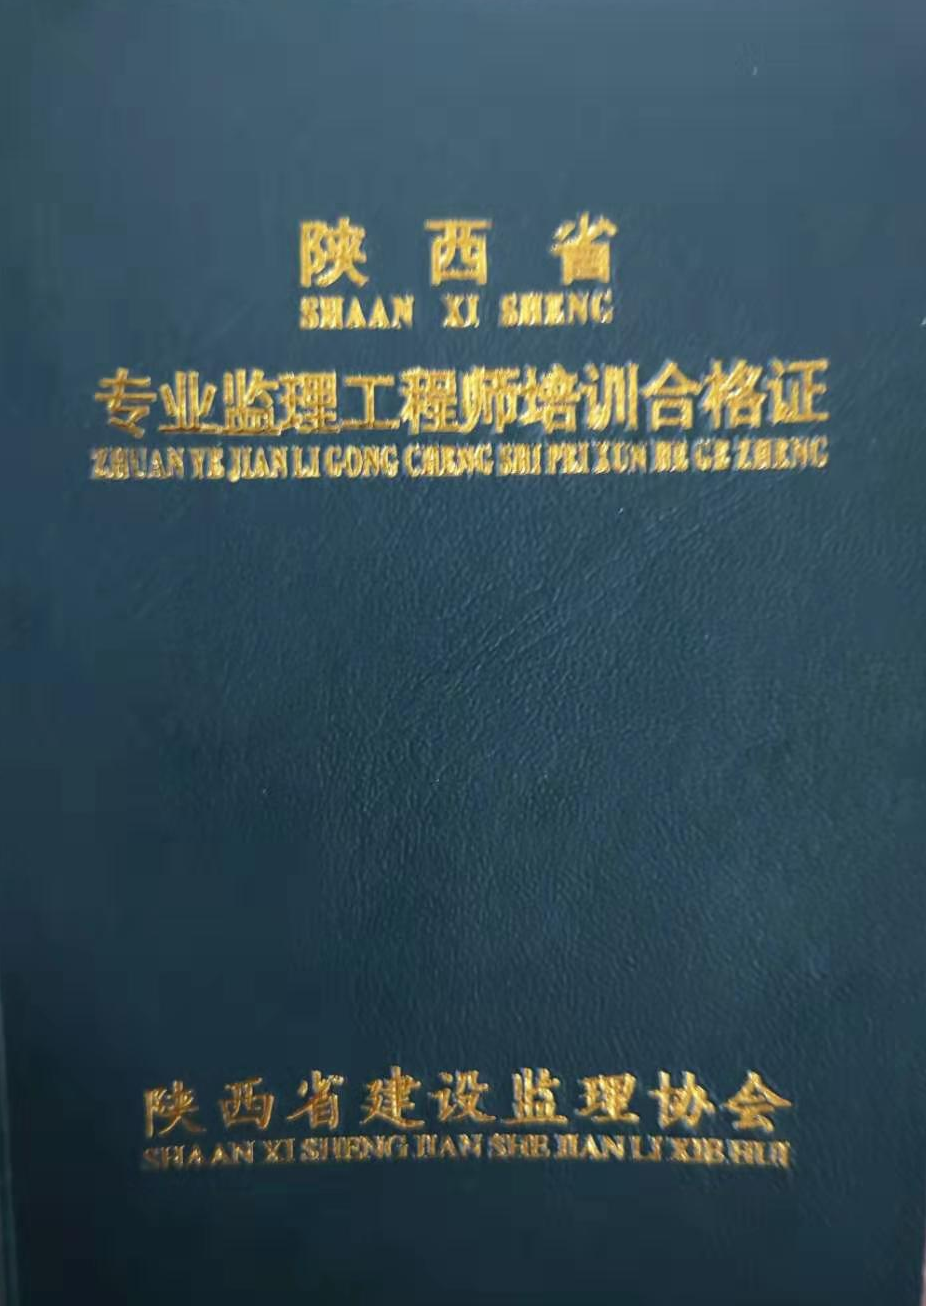 陕西省
SHAAN XI SHENG
专业监理工程师培训合格证
ZHUAN YE JIAN LI GONG CHENG SHI PEI XUN HE GE ZHENG
陕西省建设监理协会
SHAAN XI SHENG JIAN SHE JIAN LI XIE HUI